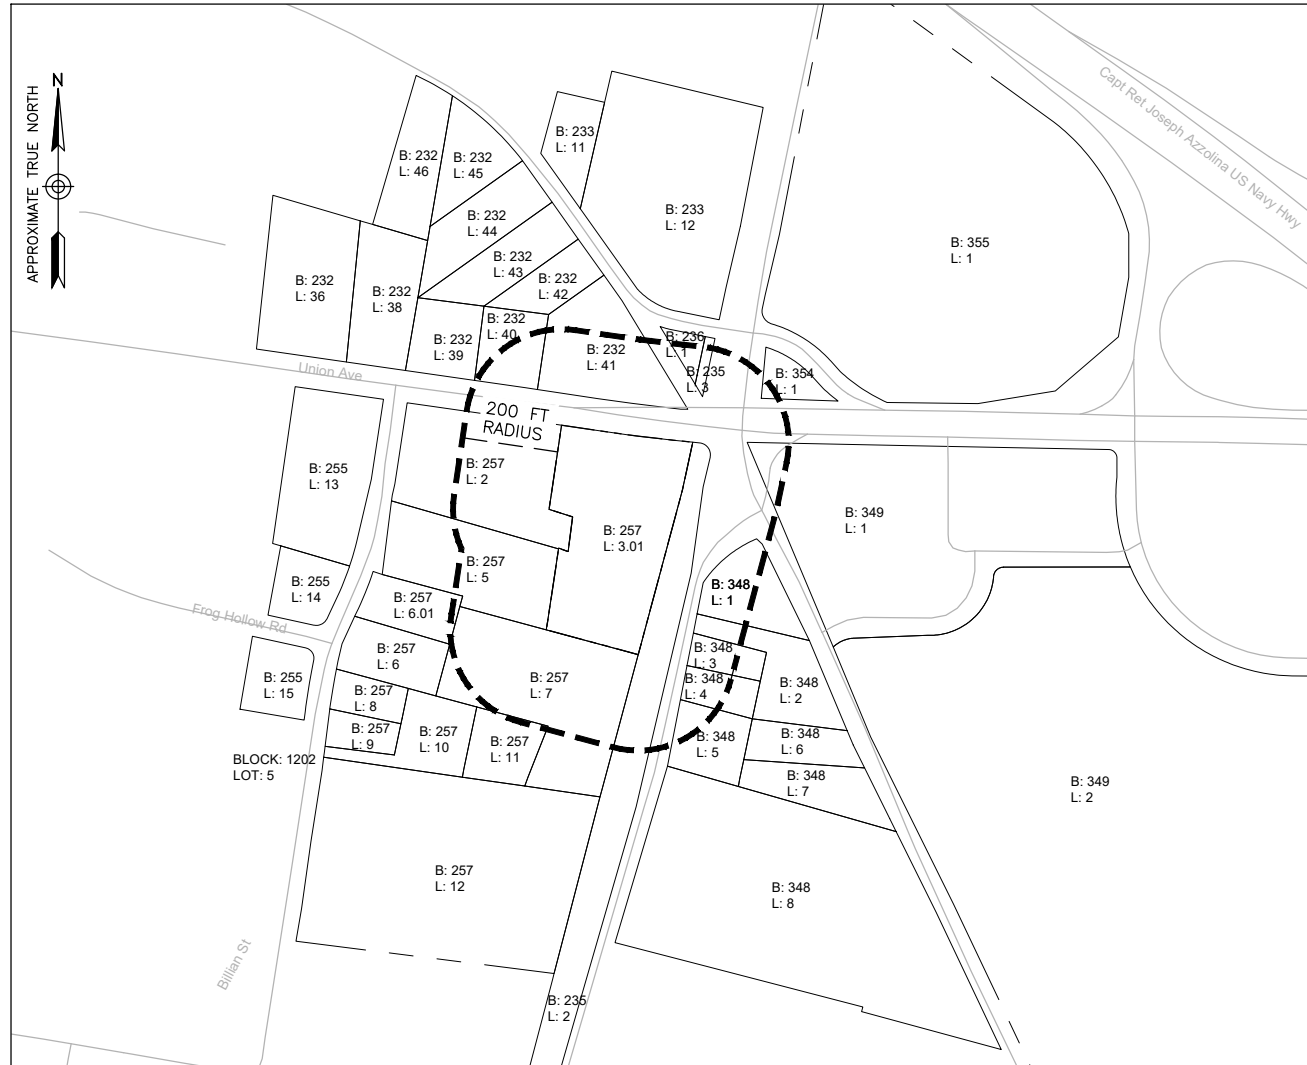 Capt Ret Joseph Azzolina US Navy Hwy
N
APPROXIMATE TRUE NORTH
B: 233
L: 11
B: 232
L: 46
B: 232
L: 45
B: 233
L: 12
B: 232
L: 44
B: 355
L: 1
B: 232
L: 43
B: 232
L: 42
B: 232
L: 36
B: 232
L: 38
B: 232
L: 40
B: 232
L: 39
B: 232
L: 41
B: 236
L: 1
B: 235
L: 3
B: 354
L: 1
Union Ave
200 FT
RADIUS
B: 255
L: 13
B: 257
L: 2
B: 257
L: 3.01
B: 349
L: 1
B: 257
L: 5
B: 255
L: 14
B: 257
L: 6.01
B: 348
L: 1
Frog Hollow Rd
B: 257
L: 6
B: 348
L: 3
B: 255
L: 15
B: 257
L: 7
B: 348
L: 4
B: 348
L: 2
B: 257
L: 8
B: 257
L: 9
B: 257
L: 10
B: 257
L: 11
B: 348
L: 5
B: 348
L: 6
BLOCK: 1202
LOT: 5
B: 348
L: 7
B: 349
L: 2
B: 257
L: 12
B: 348
L: 8
Billian St
B: 235
L: 2